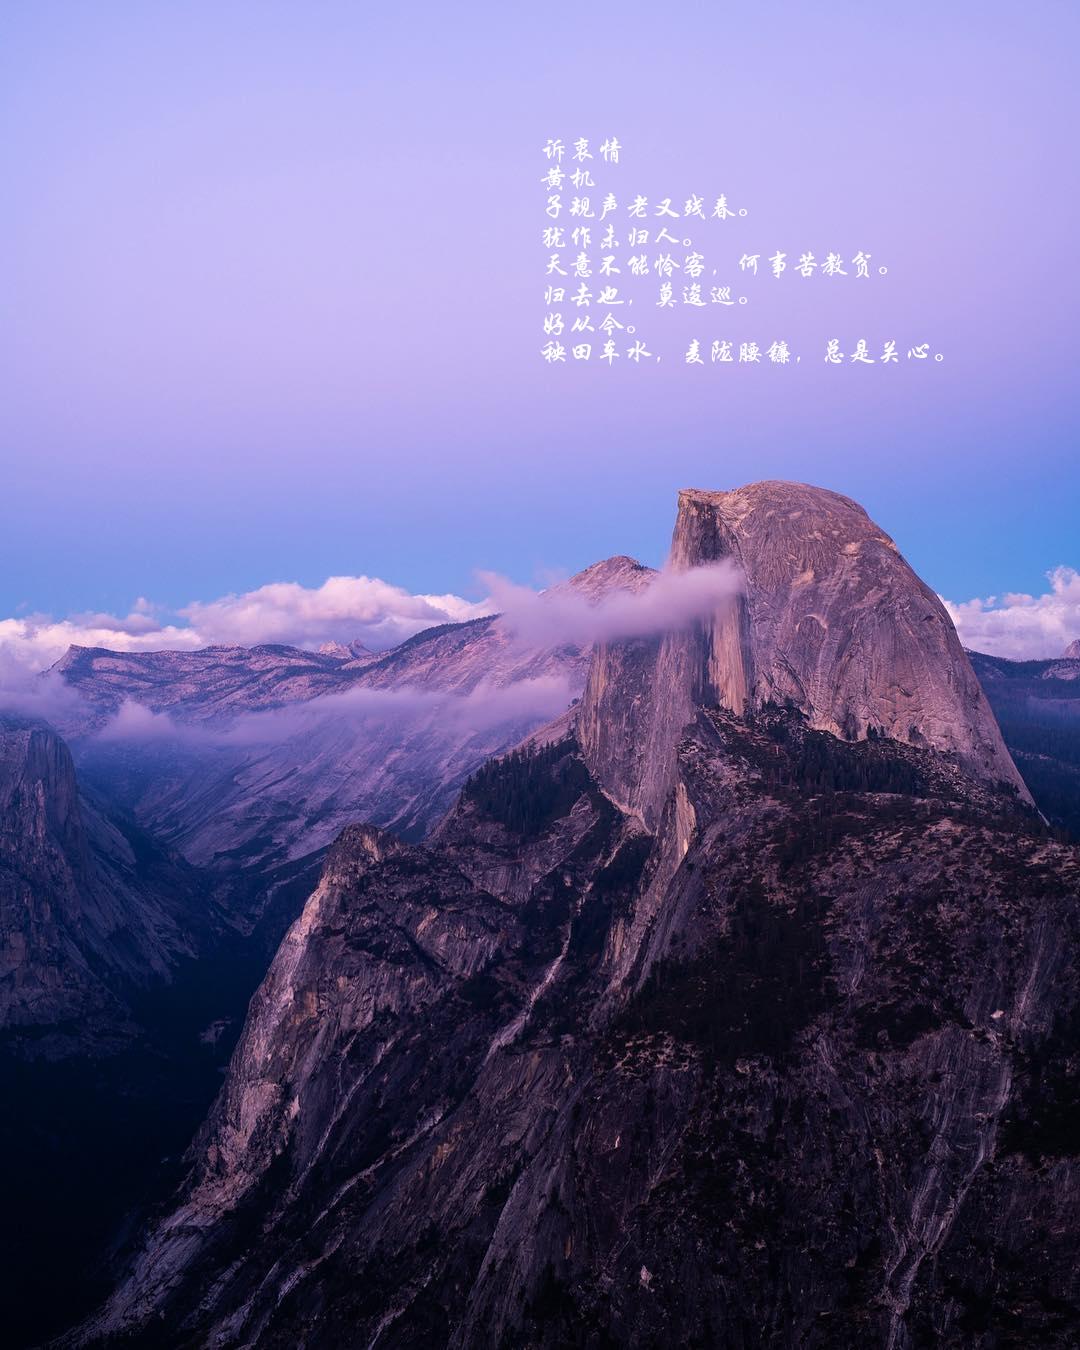 诉衷情
黄机
子规声老又残春。
犹作未归人。
天意不能怜客，何事苦教贫。
归去也，莫逡巡。
好从今。
秧田车水，麦陇腰镰，总是关心。